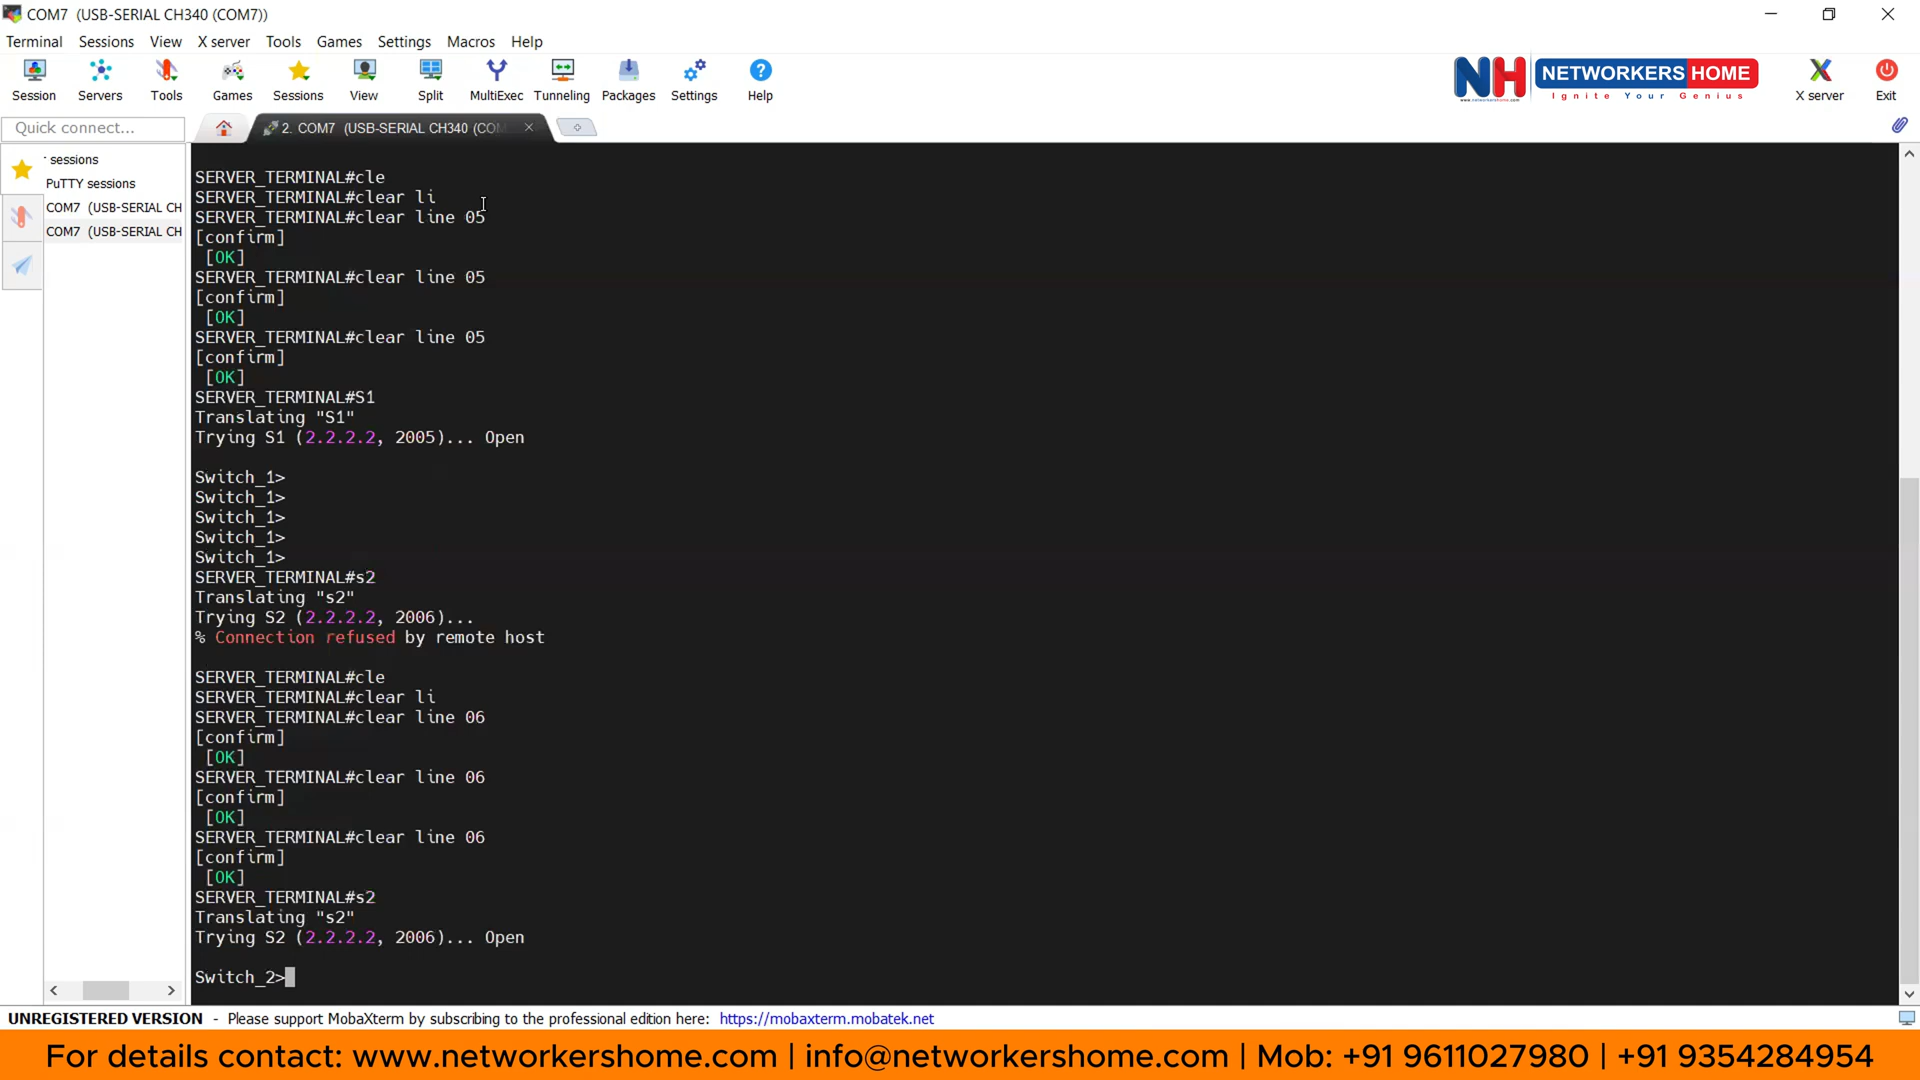 COM7 (USB-SERIAL CH340 (COM7))
Terminal Sessions View X server Tools Games Settings Macros Help
Session Servers Tools Games Sessions View Split MultiExec Tunneling Packages Settings Help
NH NETWORKERS HOME
www.networkershome.com
Ignite Your Genius
X server Exit
Quick connect...
2. COM7 (USB-SERIAL CH340 (COM
sessions
PuTTY sessions
COM7 (USB-SERIAL CH
COM7 (USB-SERIAL CH
SERVER_TERMINAL#cle
SERVER_TERMINAL#clear li
SERVER_TERMINAL#clear line 05
[confirm]
[OK]
SERVER_TERMINAL#clear line 05
[confirm]
[OK]
SERVER_TERMINAL#clear line 05
[confirm]
[OK]
SERVER_TERMINAL#S1
Translating "S1"
Trying S1 (2.2.2.2, 2005)... Open
Switch_1>
Switch_1>
Switch_1>
Switch_1>
Switch_1>
SERVER_TERMINAL#s2
Translating "s2"
Trying S2 (2.2.2.2, 2006)...
% Connection refused by remote host
SERVER_TERMINAL#cle
SERVER_TERMINAL#clear li
SERVER_TERMINAL#clear line 06
[confirm]
[OK]
SERVER_TERMINAL#clear line 06
[confirm]
[OK]
SERVER_TERMINAL#clear line 06
[confirm]
[OK]
SERVER_TERMINAL#s2
Translating "s2"
Trying S2 (2.2.2.2, 2006)... Open
Switch_2>
UNREGISTERED VERSION - Please support MobaXterm by subscribing to the professional edition here: https://mobaxterm.mobatek.net
For details contact: www.networkershome.com | info@networkershome.com | Mob: +91 9611027980 | +91 9354284954